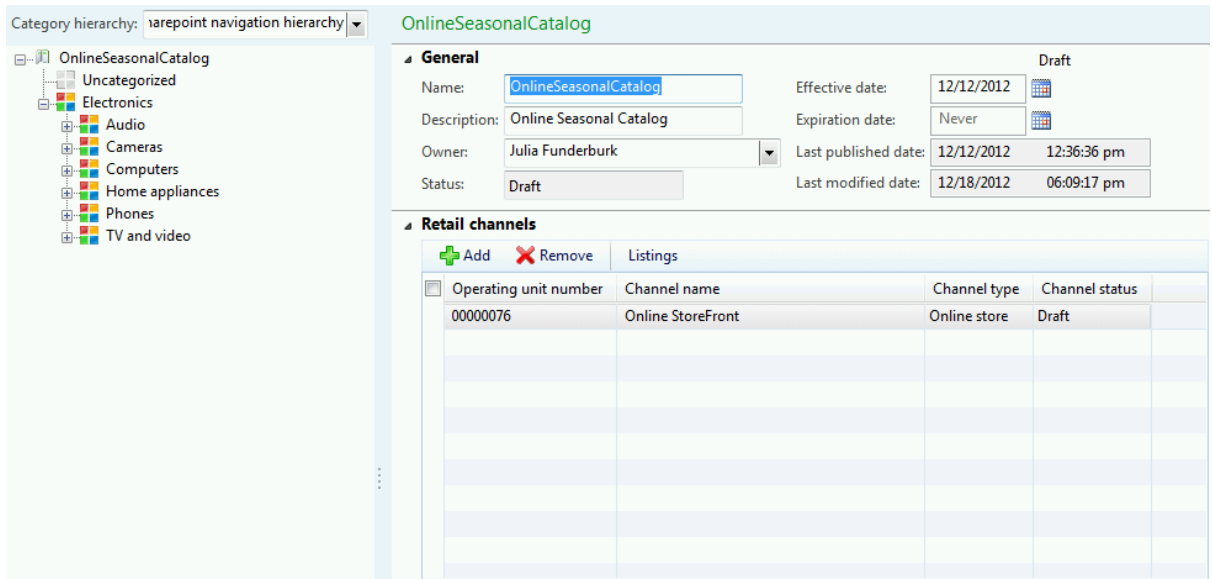 Category hierarchy: harepoint navigation hierarchy
OnlineSeasonalCatalog
Uncategorized
Electronics
Audio
Cameras
Computers
Home appliances
Phones
TV and video
OnlineSeasonalCatalog
General Draft
Name: OnlineSeasonalCatalog Effective date: 12/12/2012
Description: Online Seasonal Catalog Expiration date: Never
Owner: Julia Funderburk Last published date: 12/12/2012 12:36:36 pm
Status: Draft Last modified date: 12/18/2012 06:09:17 pm
Retail channels
Add Remove Listings
Operating unit number Channel name Channel type Channel status
00000076 Online StoreFront Online store Draft